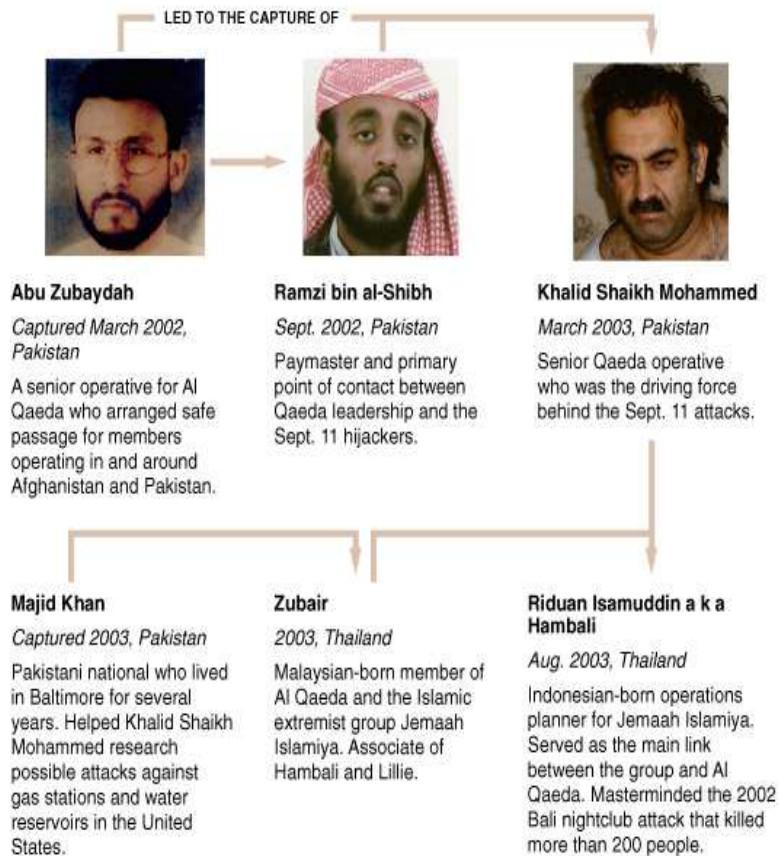 LED TO THE CAPTURE OF
Abu Zubaydah
Captured March 2002,
Pakistan
A senior operative for Al
Qaeda who arranged safe
passage for members
operating in and around
Afghanistan and Pakistan.
Ramzi bin al-Shibh
Sept. 2002, Pakistan
Paymaster and primary
point of contact between
Qaeda leadership and the
Sept. 11 hijackers.
Khalid Shaikh Mohammed
March 2003, Pakistan
Senior Qaeda operative
who was the driving force
behind the Sept. 11 attacks.
Majid Khan
Captured 2003, Pakistan
Pakistani national who lived
in Baltimore for several
years. Helped Khalid Shaikh
Mohammed research
possible attacks against
gas stations and water
reservoirs in the United
States.
Zubair
2003, Thailand
Malaysian-born member of
Al Qaeda and the Islamic
extremist group Jemaah
Islamiya. Associate of
Hambali and Lillie.
Riduan Isamuddin a k a
Hambali
Aug. 2003, Thailand
Indonesian-born operations
planner for Jemaah Islamiya.
Served as the main link
between the group and Al
Qaeda. Masterminded the 2002
Bali nightclub attack that killed
more than 200 people.